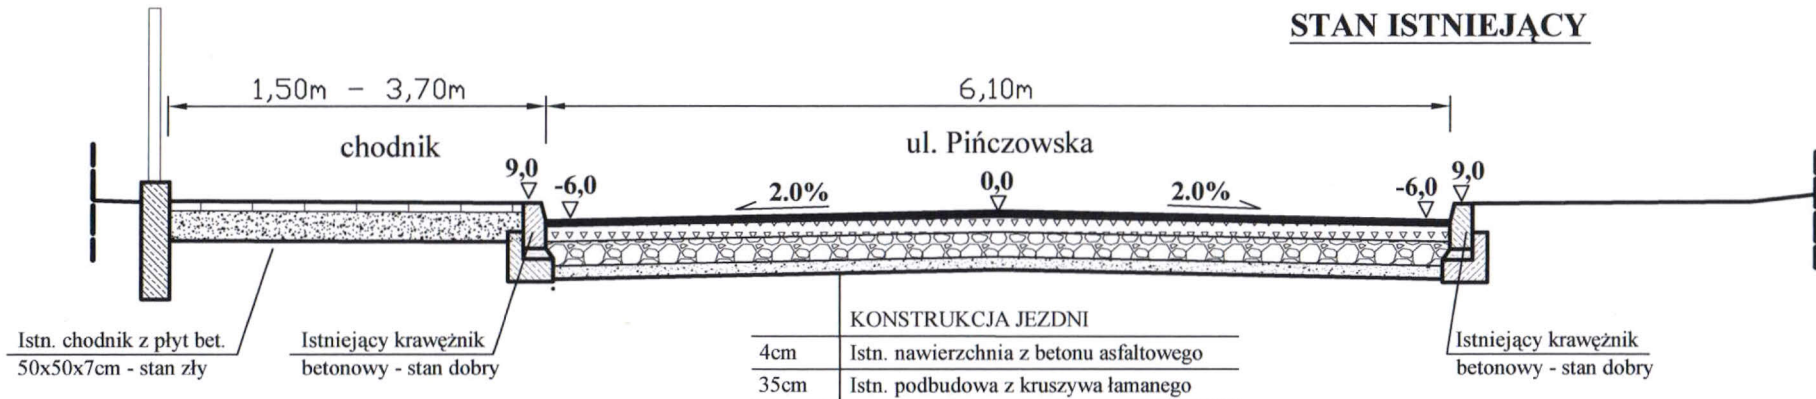 STAN ISTNIEJĄCY
1,50m - 3,70m
6,10m
chodnik
ul. Pińczowska
9,0
-6,0
2.0%
0,0
2.0%
-6,0
9,0
Istn. chodnik z płyt bet.
50x50x7cm - stan zły
Istniejący krawężnik
betonowy - stan dobry
KONSTRUKCJA JEZDNI
4cm Istn. nawierzchnia z betonu asfaltowego
35cm Istn. podbudowa z kruszywa łamanego
Istniejący krawężnik
betonowy - stan dobry